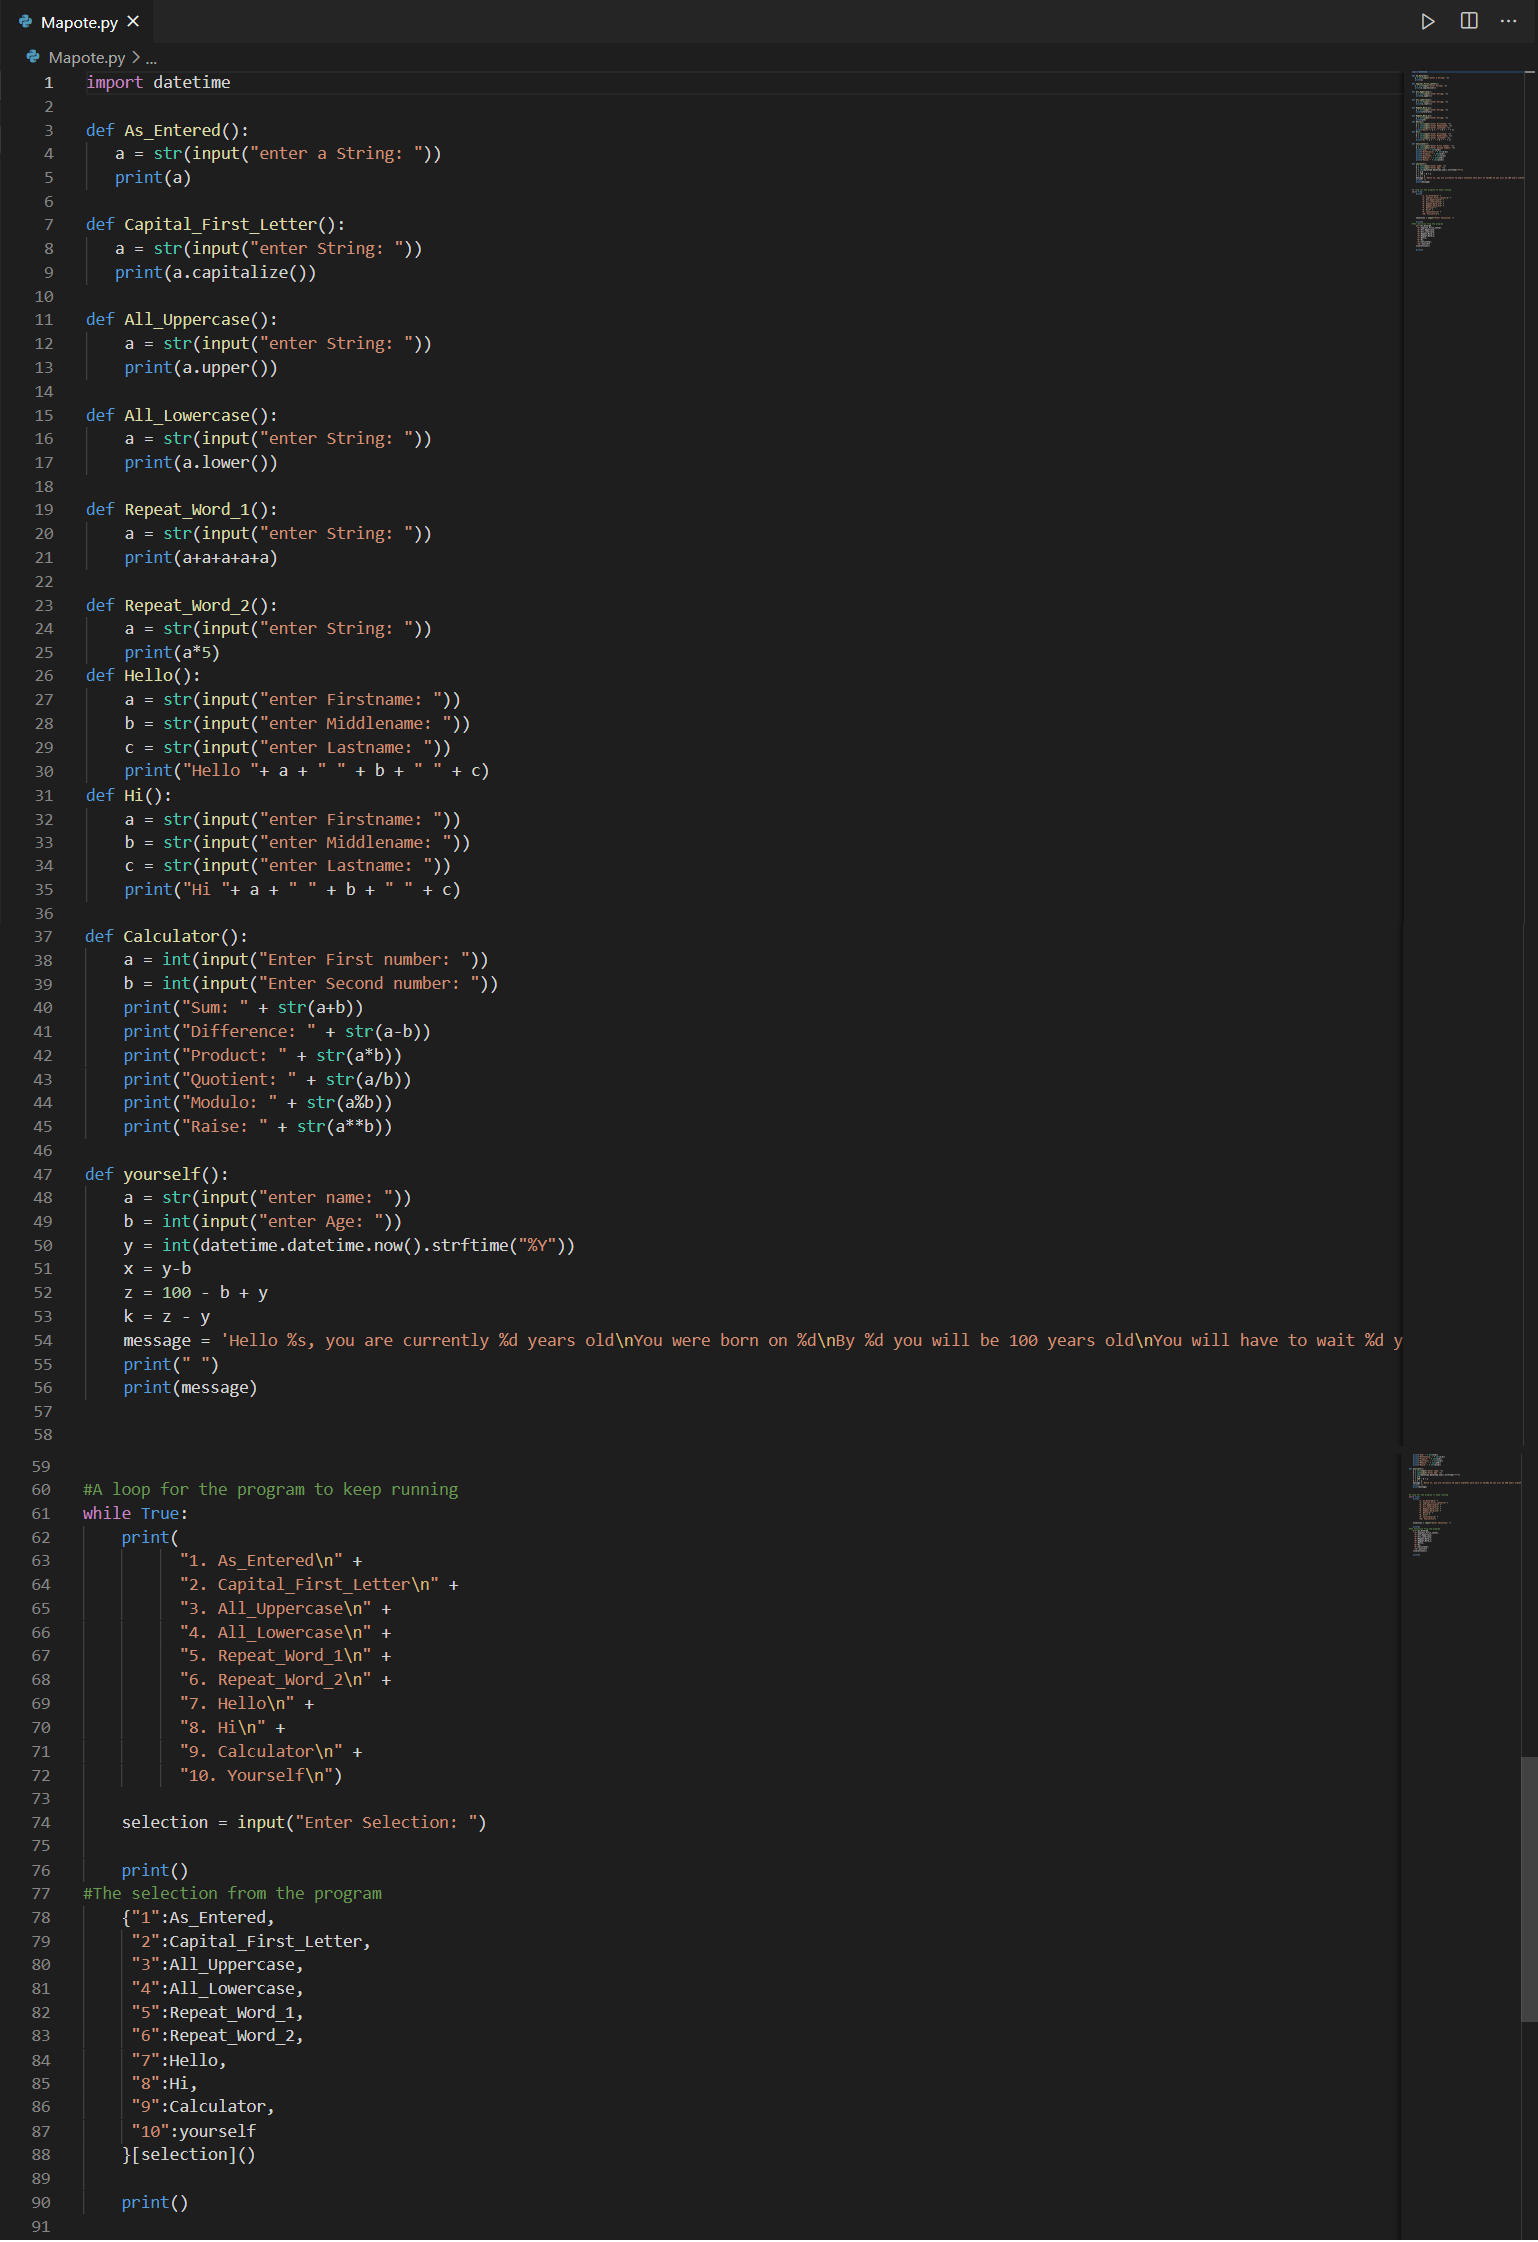 Mapote.py
Mapote.py > ...
1 import datetime
2
3 def As_Entered():
4 a = str(input("enter a String: "))
5 print(a)
6
7 def Capital_First_Letter():
8 a = str(input("enter String: "))
9 print(a.capitalize())
10
11 def All_Uppercase():
12 a = str(input("enter String: "))
13 print(a.upper())
14
15 def All_Lowercase():
16 a = str(input("enter String: "))
17 print(a.lower())
18
19 def Repeat_Word_1():
20 a = str(input("enter String: "))
21 print(a+a+a+a+a)
22
23 def Repeat_Word_2():
24 a = str(input("enter String: "))
25 print(a*5)
26 def Hello():
27 a = str(input("enter Firstname: "))
28 b = str(input("enter Middlename: "))
29 c = str(input("enter Lastname: "))
30 print("Hello "+ a + " " + b + " " + c)
31 def Hi():
32 a = str(input("enter Firstname: "))
33 b = str(input("enter Middlename: "))
34 c = str(input("enter Lastname: "))
35 print("Hi "+ a + " " + b + " " + c)
36
37 def Calculator():
38 a = int(input("Enter First number: "))
39 b = int(input("Enter Second number: "))
40 print("Sum: " + str(a+b))
41 print("Difference: " + str(a-b))
42 print("Product: " + str(a*b))
43 print("Quotient: " + str(a/b))
44 print("Modulo: " + str(a%b))
45 print("Raise: " + str(a**b))
46
47 def yourself():
48 a = str(input("enter name: "))
49 b = int(input("enter Age: "))
50 y = int(datetime.datetime.now().strftime("%Y"))
51 x = y-b
52 z = 100 - b + y
53 k = z - y
54 message = 'Hello %s, you are currently %d years old\nYou were born on %d\nBy %d you will be 100 years old\nYou will have to wait %d y
55 print(" ")
56 print(message)
57
58
59
60 #A loop for the program to keep running
61 while True:
62 print(
63 "1. As_Entered\n" +
64 "2. Capital_First_Letter\n" +
65 "3. All_Uppercase\n" +
66 "4. All_Lowercase\n" +
67 "5. Repeat_Word_1\n" +
68 "6. Repeat_Word_2\n" +
69 "7. Hello\n" +
70 "8. Hi\n" +
71 "9. Calculator\n" +
72 "10. Yourself\n")
73
74 selection = input("Enter Selection: ")
75
76 print()
77 #The selection from the program
78 {"1":As_Entered,
79 "2":Capital_First_Letter,
80 "3":All_Uppercase,
81 "4":All_Lowercase,
82 "5":Repeat_Word_1,
83 "6":Repeat_Word_2,
84 "7":Hello,
85 "8":Hi,
86 "9":Calculator,
87 "10":yourself
88 }[selection]()
89
90 print()
91